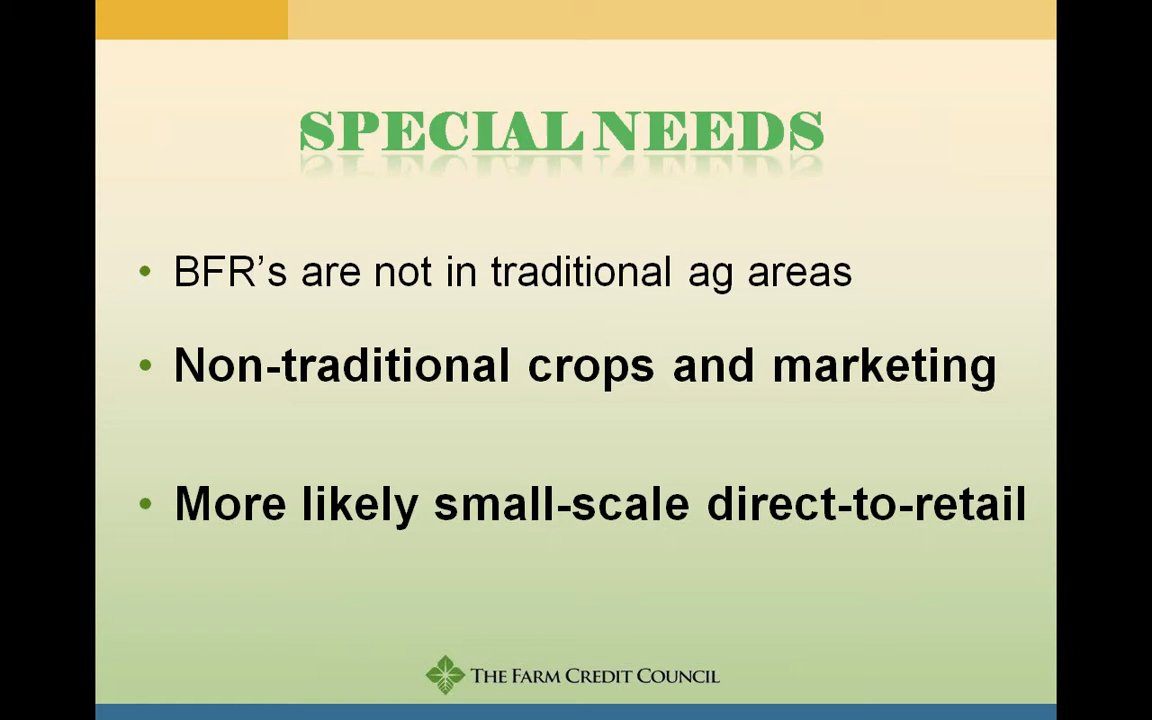 SPECIAL NEEDS
• BFR’s are not in traditional ag areas
• Non-traditional crops and marketing
• More likely small-scale direct-to-retail
THE FARM CREDIT COUNCIL